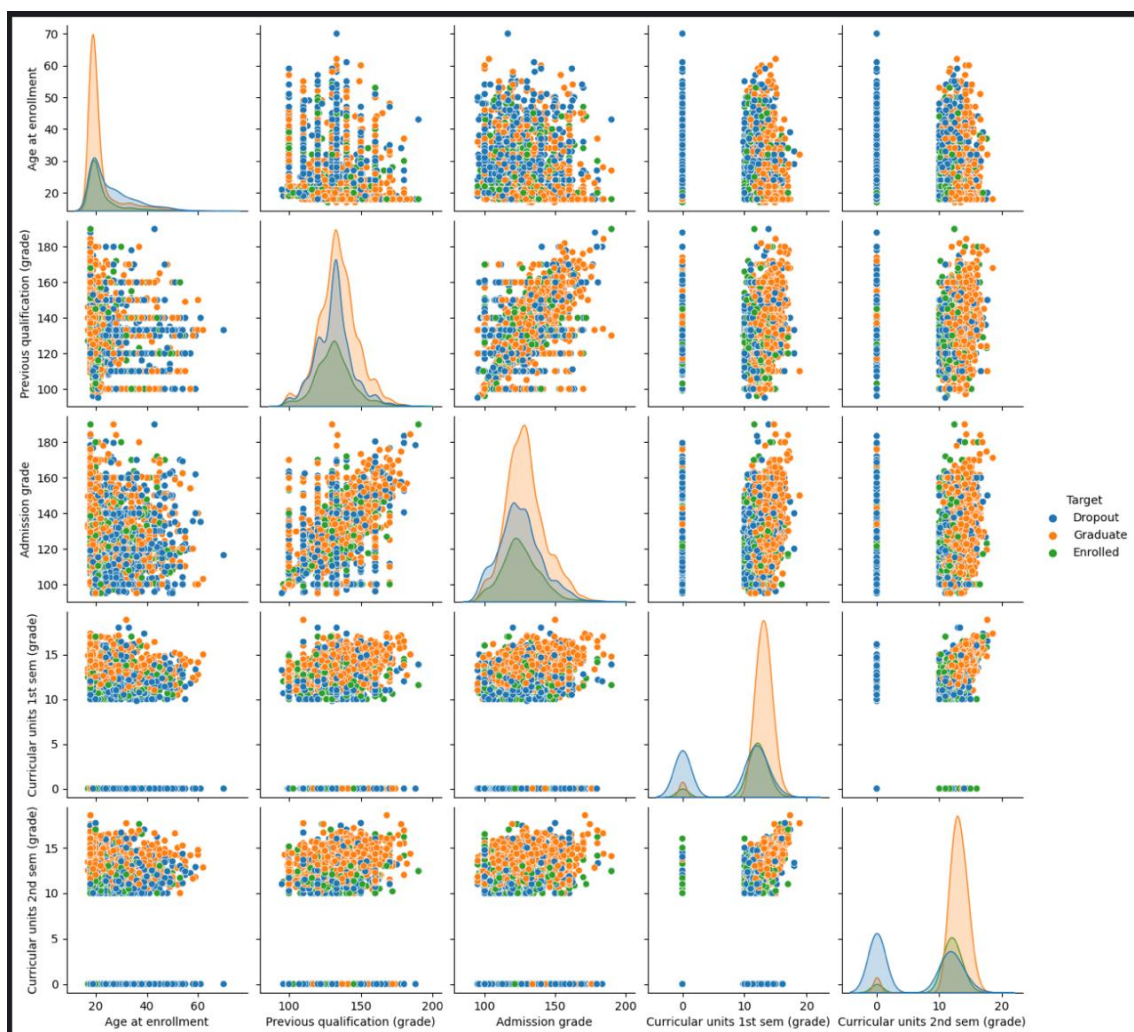 70
60
50
40
30
20
Age at enrollment
180
160
140
120
100
Previous qualification (grade)
180
160
140
120
100
Admission grade
Target
Dropout
Graduate
Enrolled
15
10
5
0
Curricular units 1st sem (grade)
15
10
5
0
Curricular units 2nd sem (grade)
20 40 60
100 150 200
100 150 200
0 10
0 10 20
Age at enrollment
Previous qualification (grade)
Admission grade
Curricular units 1st sem (grade)
Curricular units 2nd sem (grade)